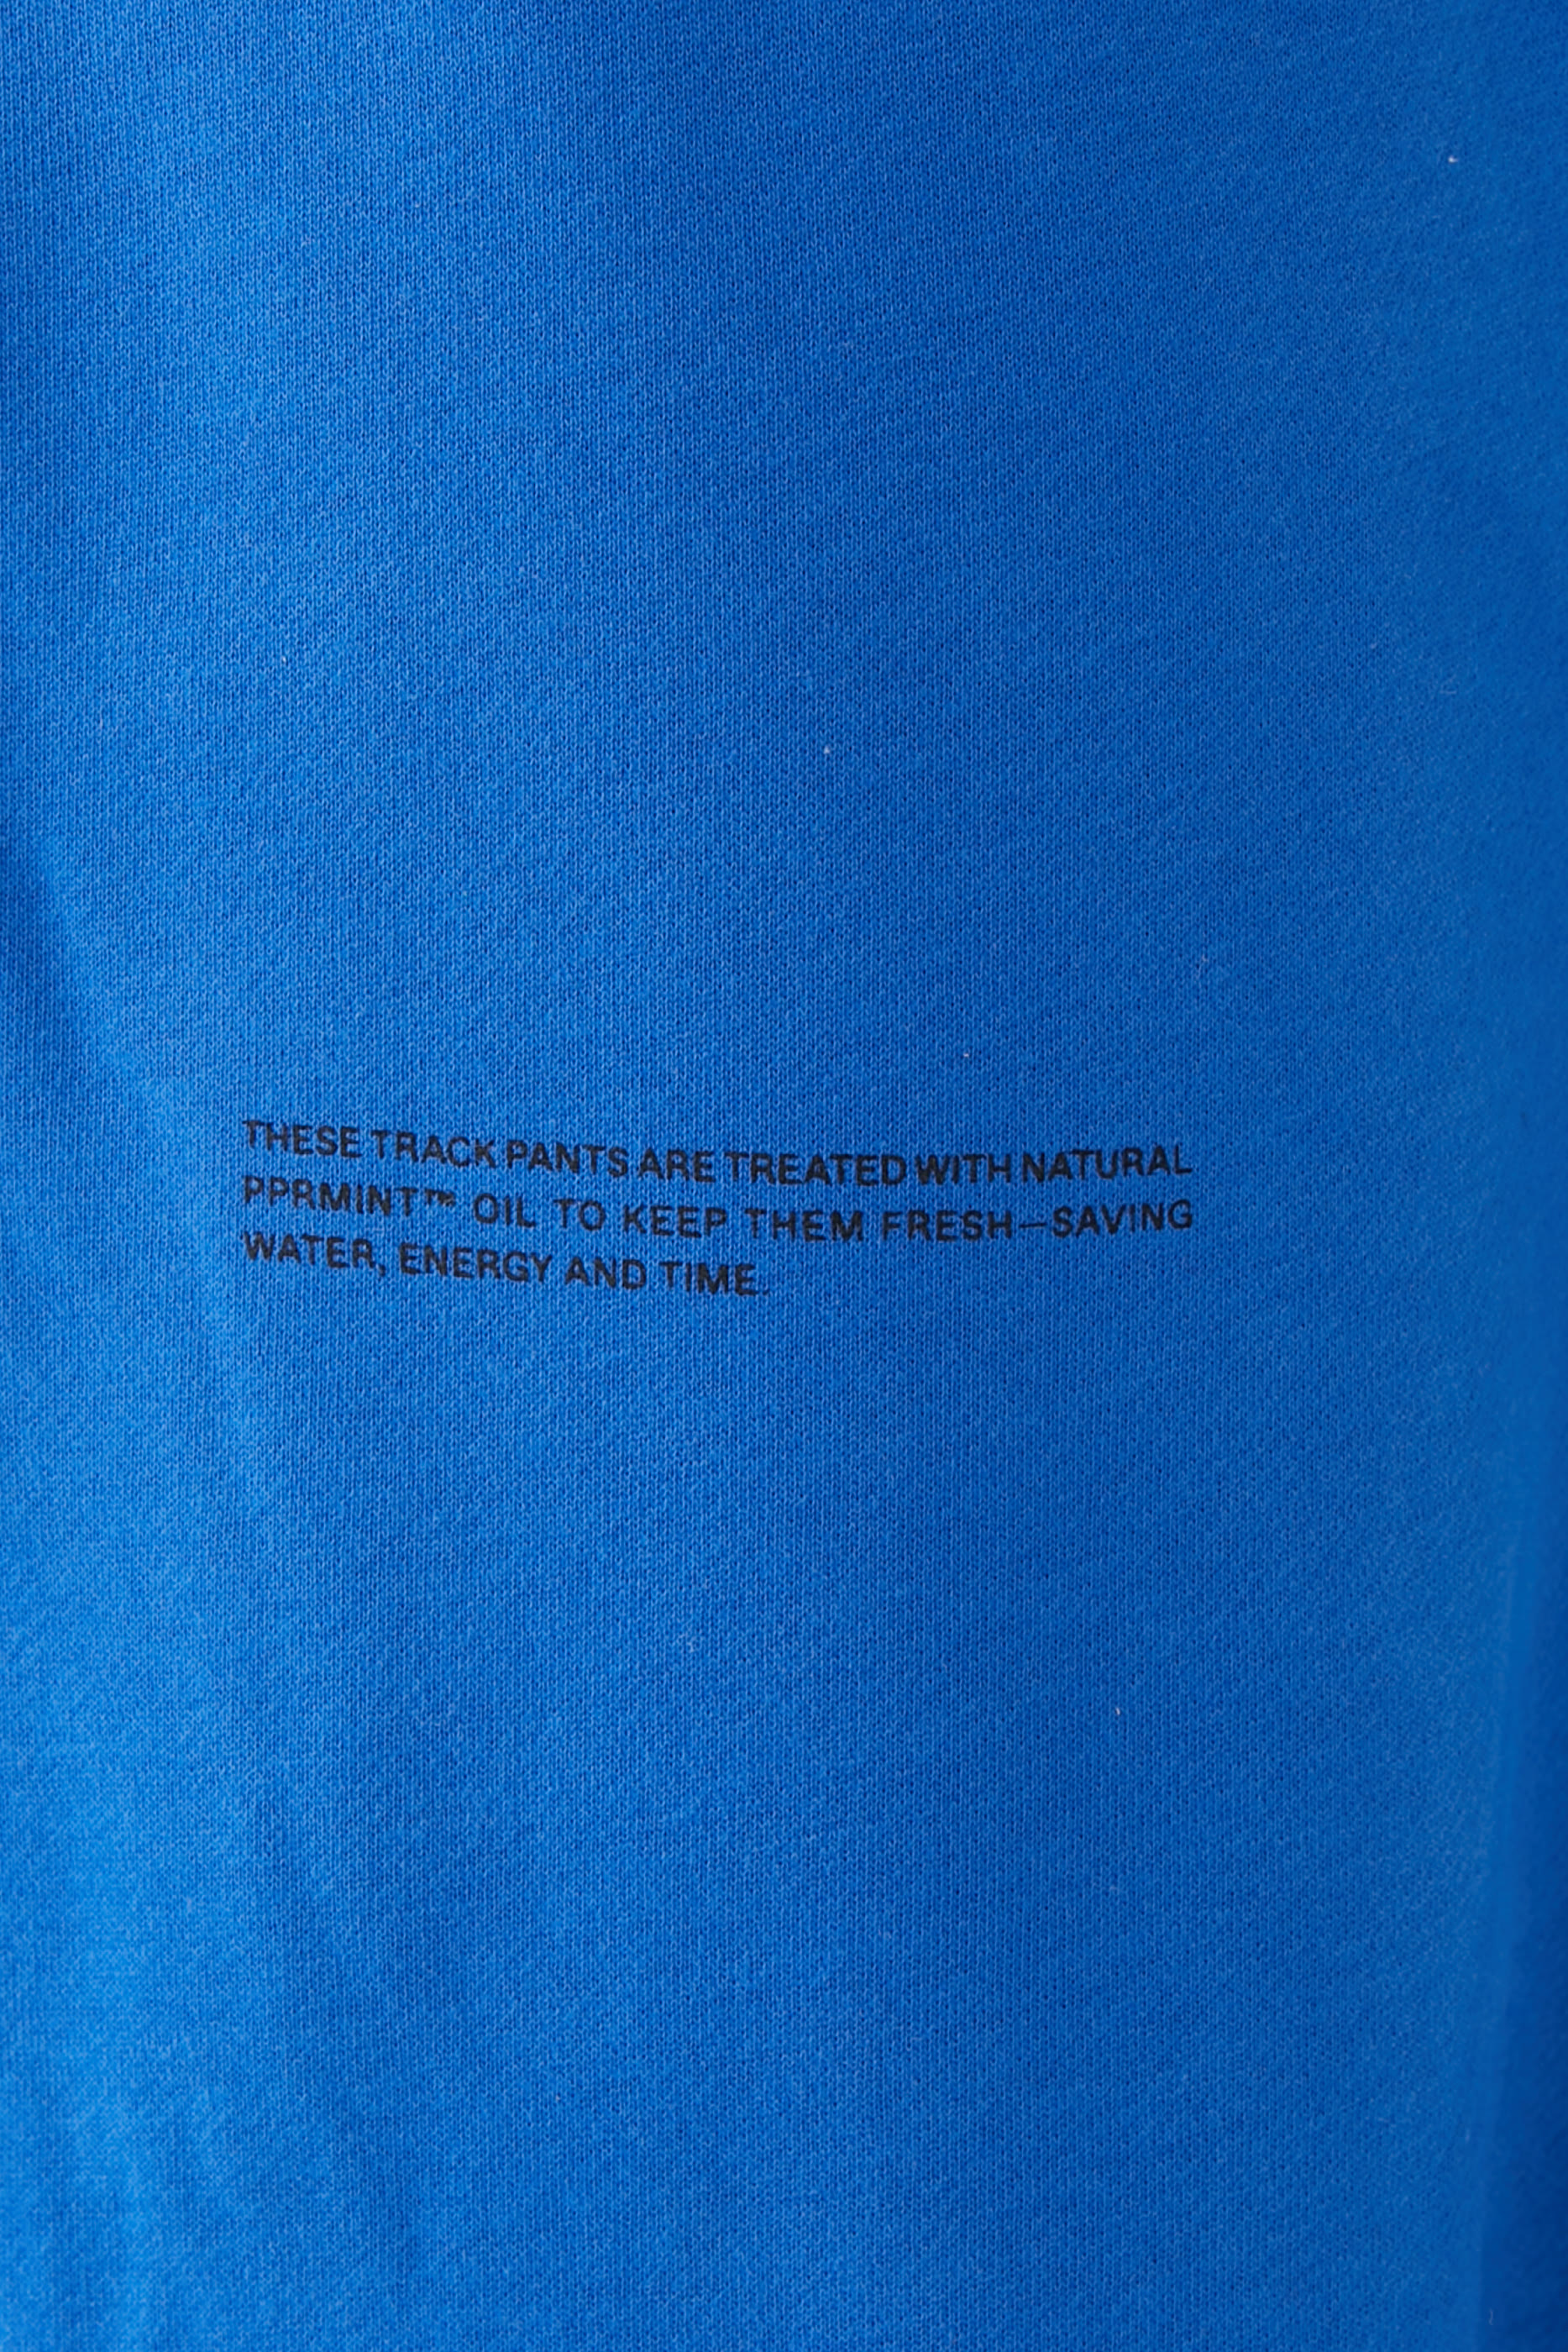 THESE TRACK PANTS ARE TREATED WITH NATURAL
PPRMINT™ OIL TO KEEP THEM FRESH—SAVING
WATER, ENERGY AND TIME.